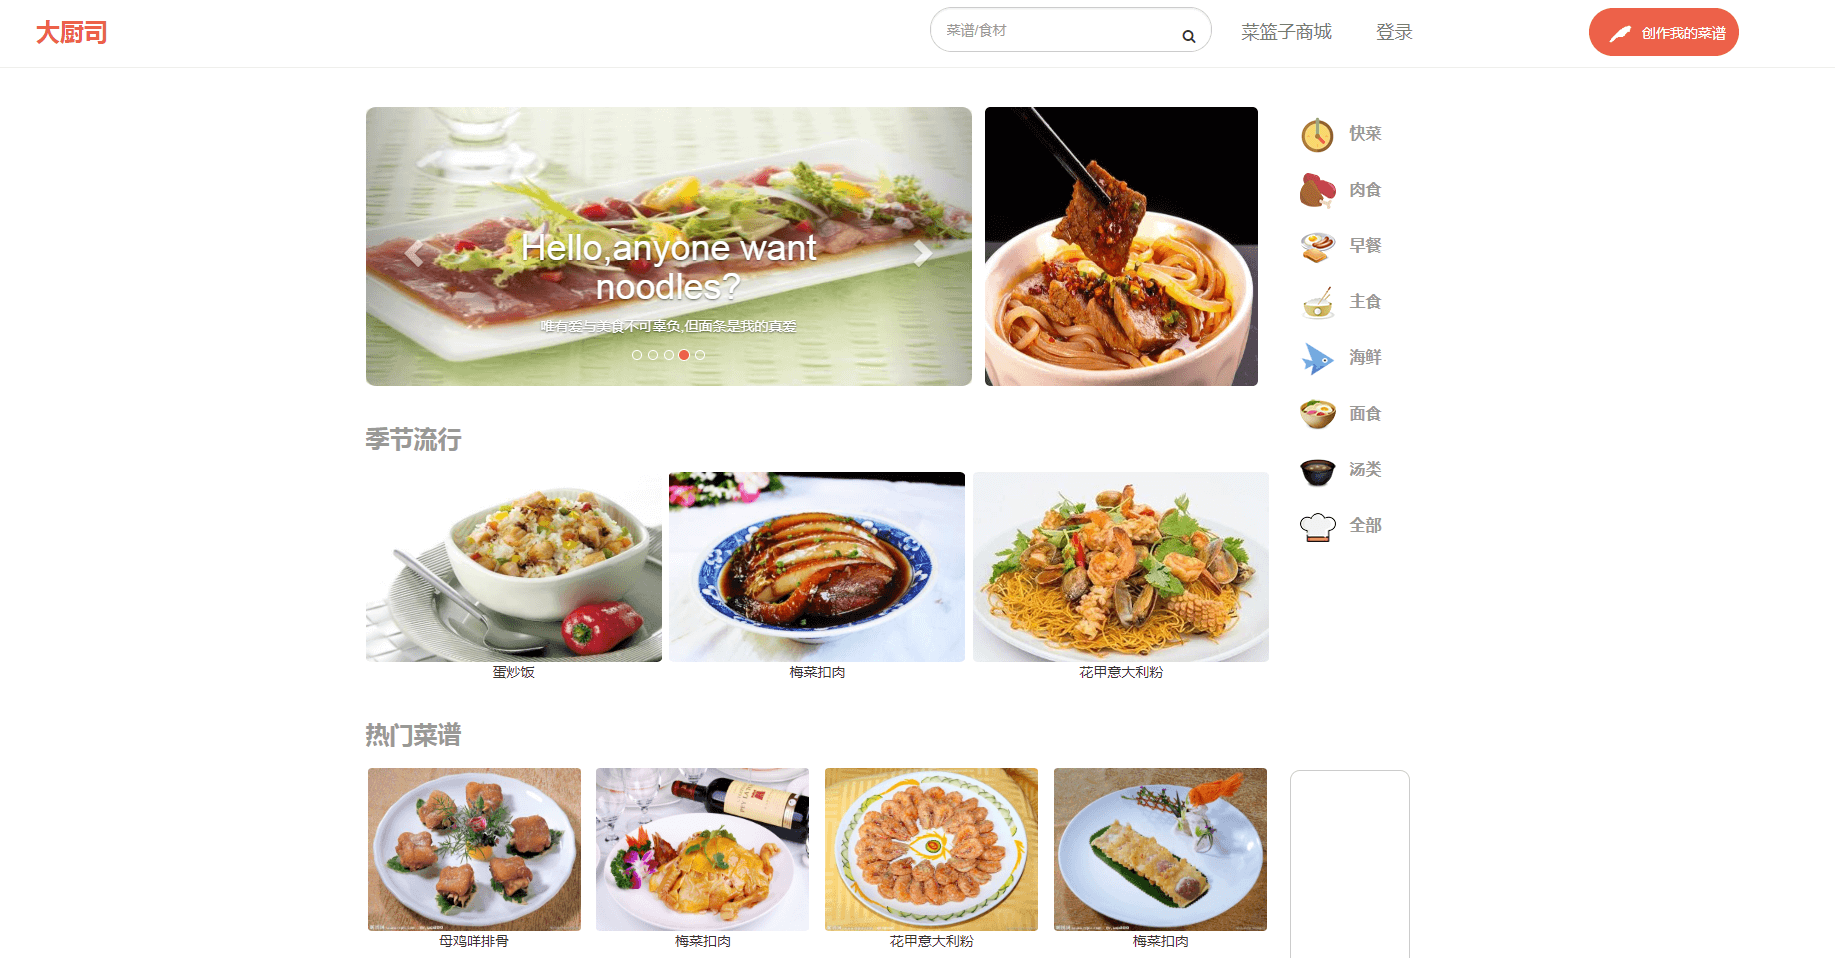 大厨司
菜谱/食材
菜篮子商城
登录
创作我的菜谱
Hello,anyone want
noodles?
唯有爱与美食不可辜负,但面条是我的真爱
快菜
肉食
早餐
主食
海鲜
面食
汤类
全部
季节流行
蛋炒饭
梅菜扣肉
花甲意大利粉
热门菜谱
母鸡咩排骨
梅菜扣肉
花甲意大利粉
梅菜扣肉